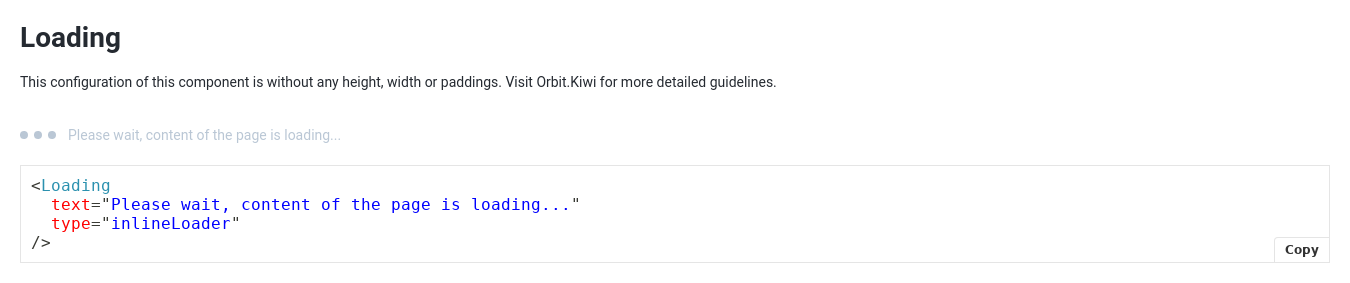 Loading
This configuration of this component is without any height, width or paddings. Visit Orbit.Kiwi for more detailed guidelines.
Please wait, content of the page is loading...
<Loading
  text="Please wait, content of the page is loading..."
  type="inlineLoader"
/>
Copy